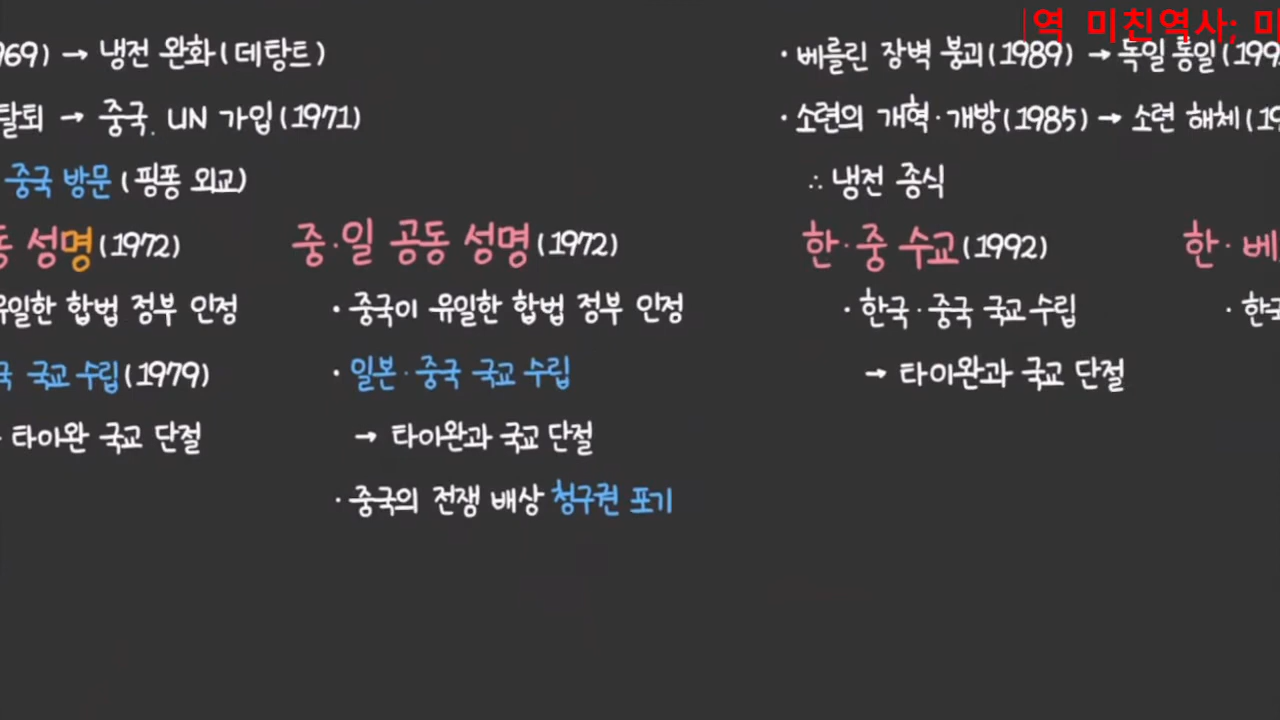 역 미친역사; 미
969) → 냉전 완화(데탕트)
탈퇴 → 중국, UN 가입(1971)
중국 방문 (핑퐁 외교)
동 성명(1972)
유일한 합법 정부 인정
국 국교 수립(1979)
타이완 국교 단절
중·일 공동 성명(1972)
· 중국이 유일한 합법 정부 인정
· 일본·중국 국교 수립
→ 타이완과 국교 단절
· 중국의 전쟁 배상 청구권 포기
· 베를린 장벽 붕괴(1989) → 독일 통일(199
· 소련의 개혁·개방(1985) → 소련 해체(19
∴ 냉전 종식
한·중 수교(1992)
· 한국·중국 국교 수립
→ 타이완과 국교 단절
한·베
· 한국